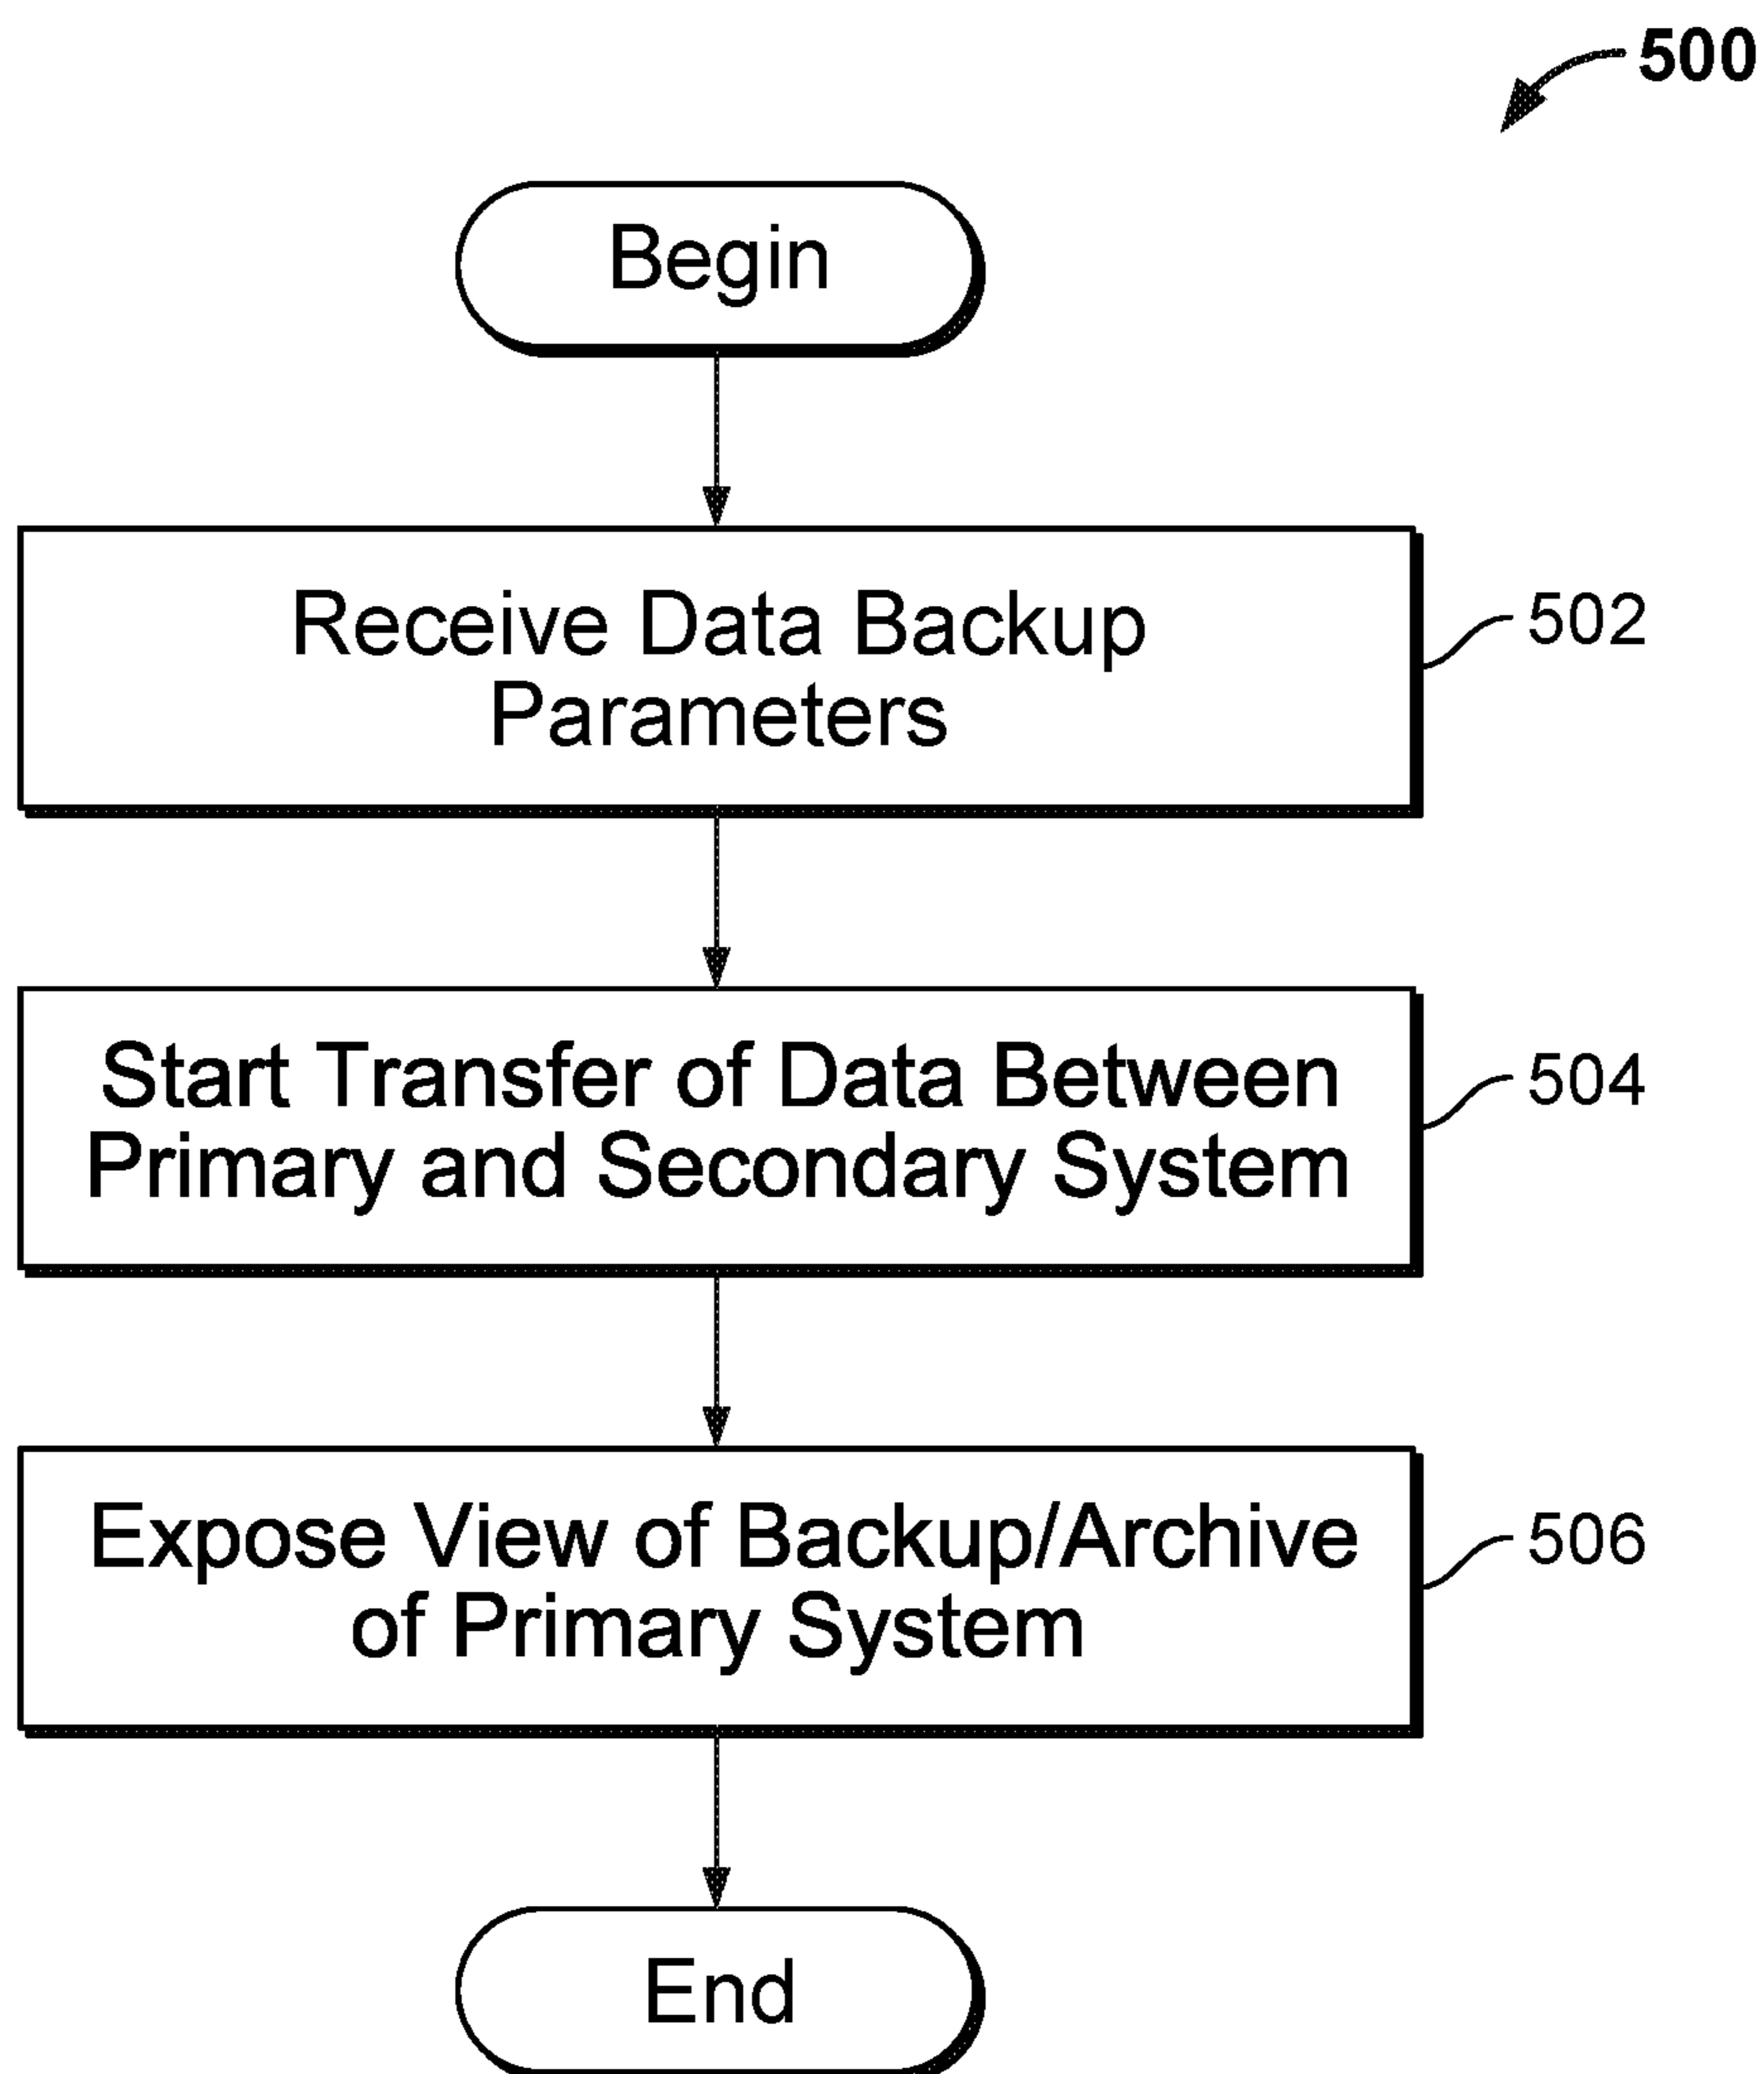 500
Begin
Receive Data Backup
Parameters
502
Start Transfer of Data Between
Primary and Secondary System
504
Expose View of Backup/Archive
of Primary System
506
End